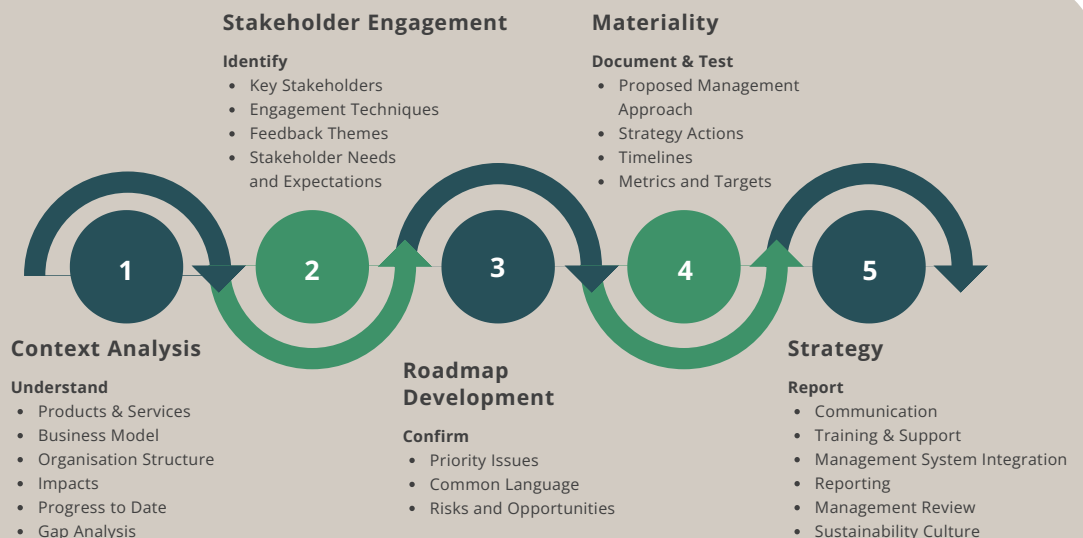 Stakeholder Engagement
Identify
• Key Stakeholders
• Engagement Techniques
• Feedback Themes
• Stakeholder Needs
and Expectations
Materiality
Document & Test
• Proposed Management
Approach
• Strategy Actions
• Timelines
• Metrics and Targets
1
2
3
4
5
Context Analysis
Understand
• Products & Services
• Business Model
• Organisation Structure
• Impacts
• Progress to Date
• Gap Analysis
Roadmap
Development
Confirm
• Priority Issues
• Common Language
• Risks and Opportunities
Strategy
Report
• Communication
• Training & Support
• Management System Integration
• Reporting
• Management Review
• Sustainability Culture